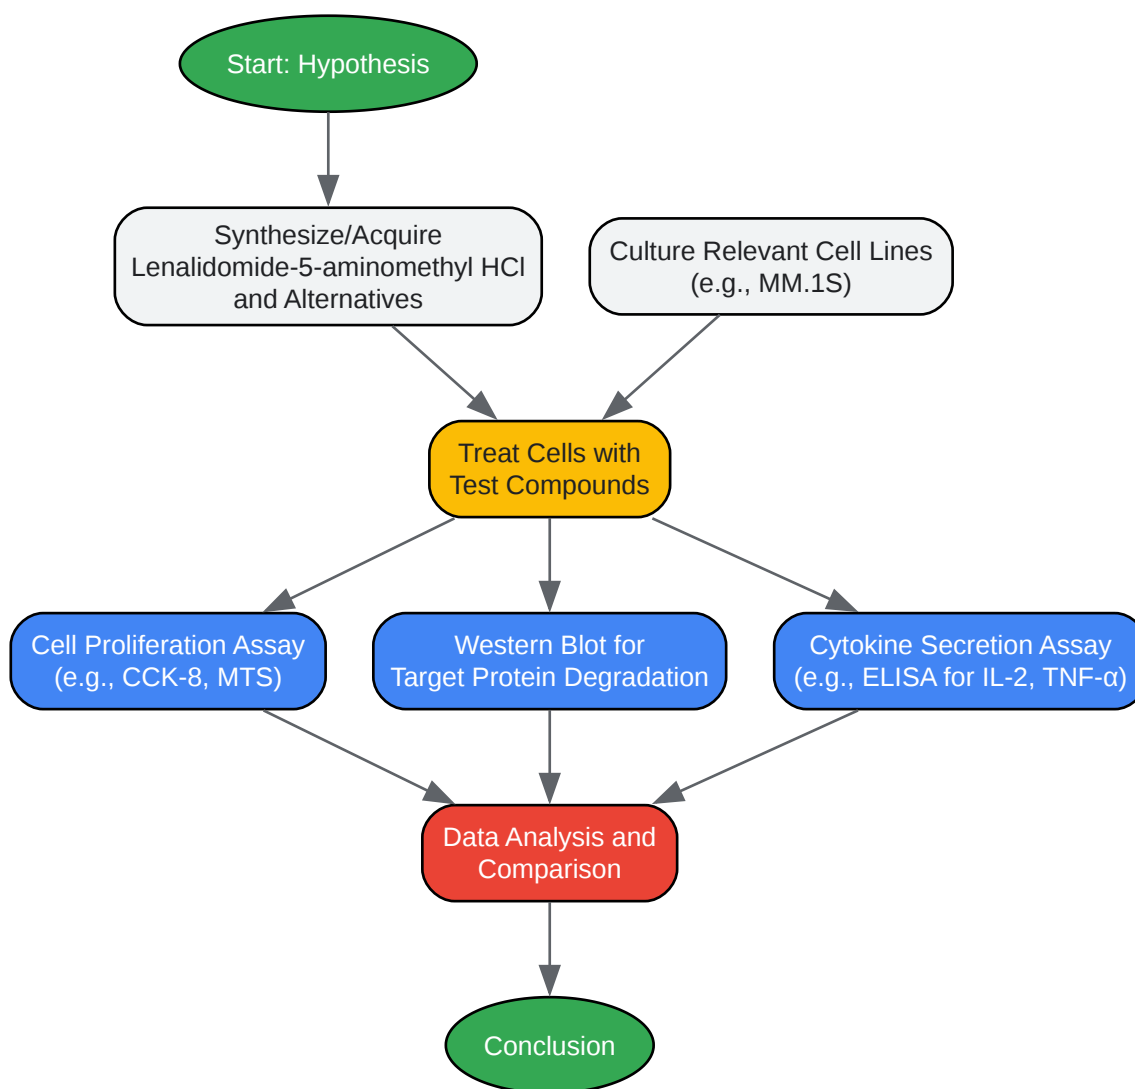 Start: Hypothesis
Synthesize/Acquire
Lenalidomide-5-aminomethyl HCl
and Alternatives
Culture Relevant Cell Lines
(e.g., MM.1S)
Treat Cells with
Test Compounds
Cell Proliferation Assay
(e.g., CCK-8, MTS)
Western Blot for
Target Protein Degradation
Cytokine Secretion Assay
(e.g., ELISA for IL-2, TNF-α)
Data Analysis and
Comparison
Conclusion